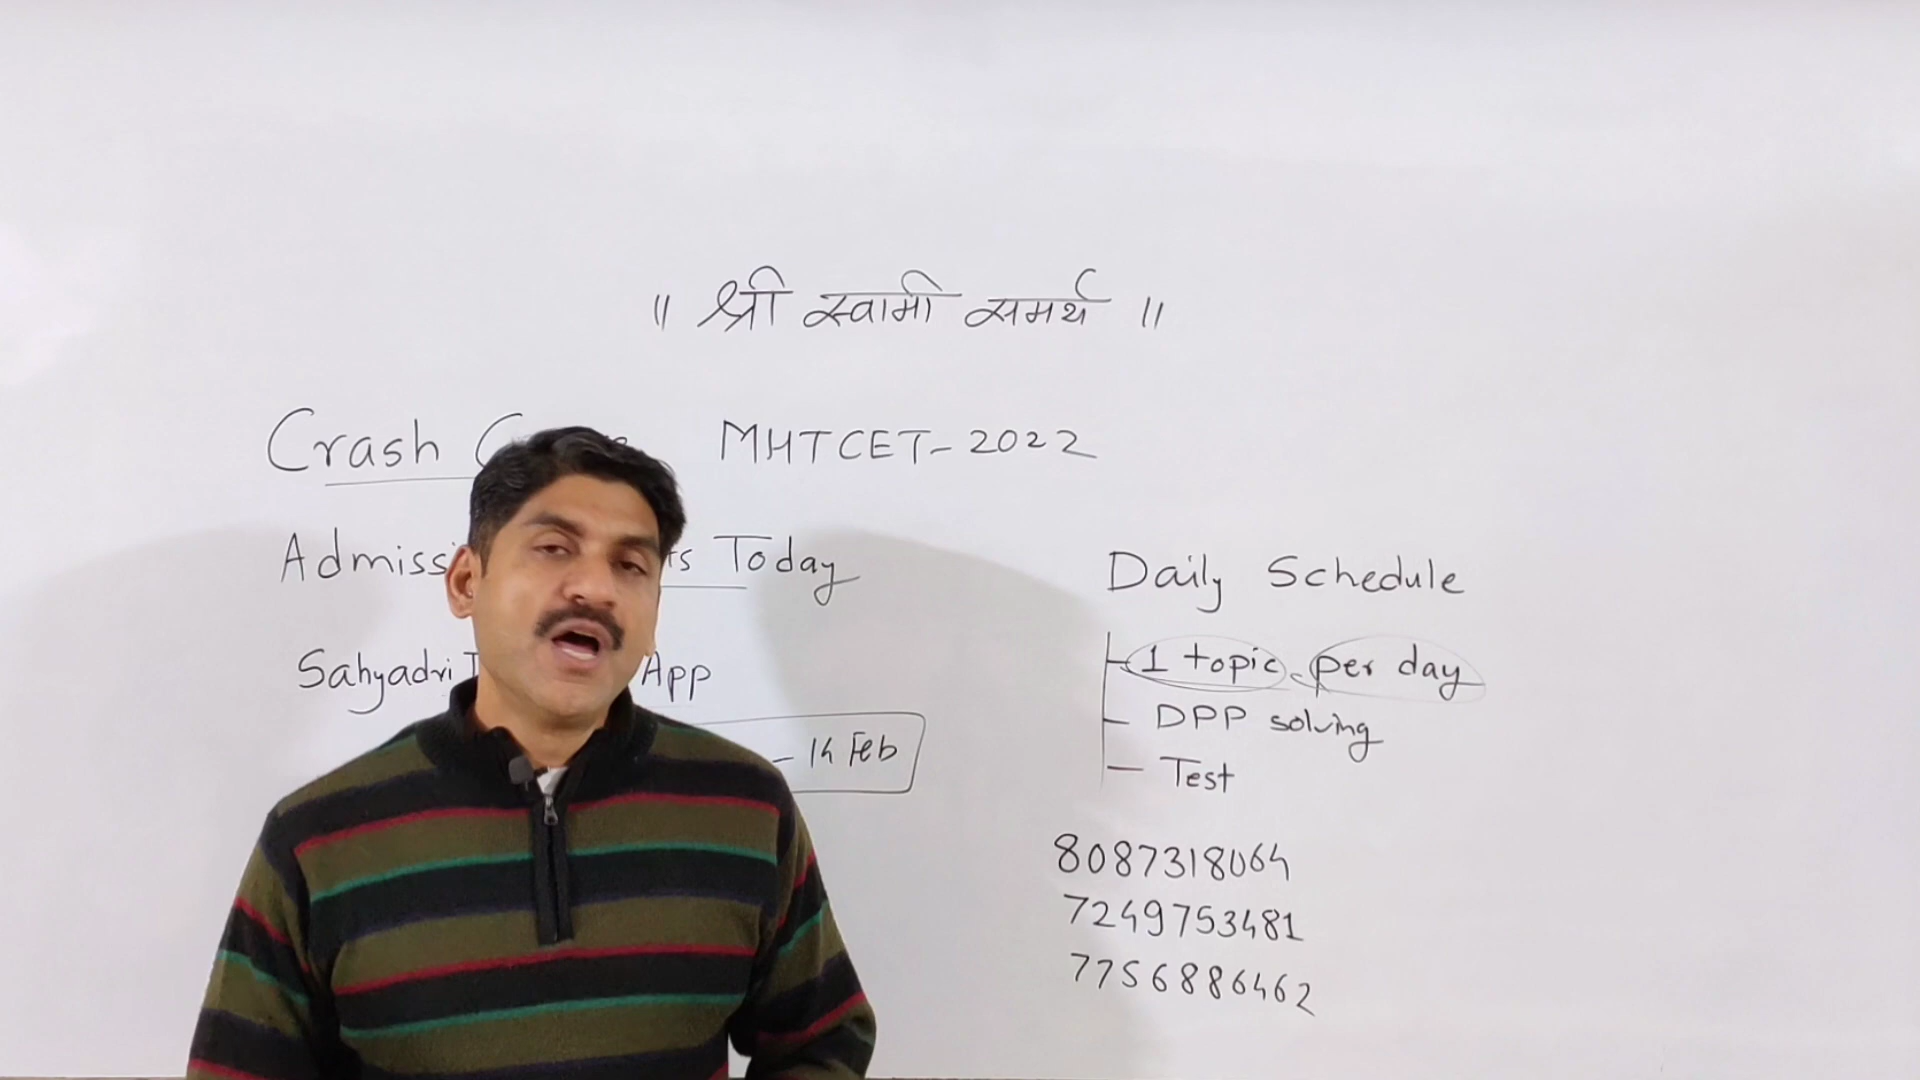 ॥ श्री स्वामी समर्थ ॥
Crash MHTCET-2022
Today
Sahyadri App
- 14 Feb
Daily Schedule
1 topic per day
- DPP solving
- Test
8087318064
7249753481
7756886462